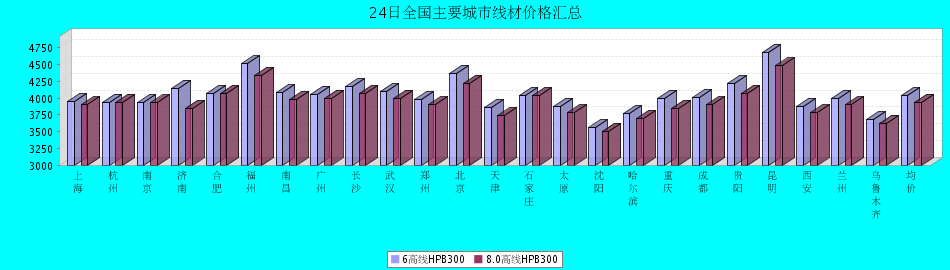 24日全国主要城市线材价格汇总
4750
4500
4250
4000
3750
3500
3250
3000
上海
杭州
南京
济南
合肥
福州
南昌
广州
长沙
武汉
郑州
北京
天津
石家庄
太原
沈阳
哈尔滨
重庆
成都
贵阳
昆明
西安
兰州
乌鲁木齐
均价
6高线HPB300
8.0高线HPB300